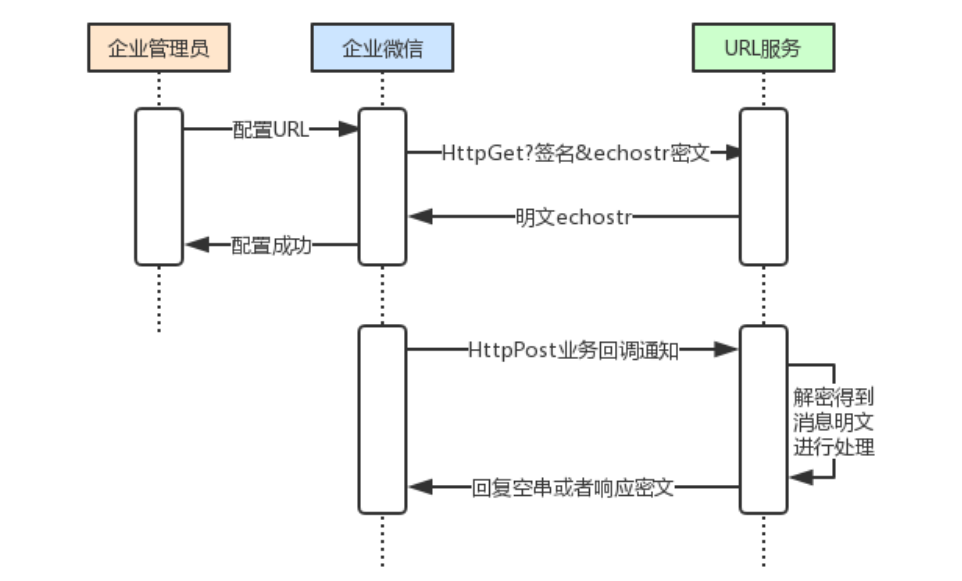 企业管理员
企业微信
URL服务
配置URL
HttpGet?签名&echostr密文
明文echostr
配置成功
HttpPost业务回调通知
解密得到
消息明文
进行处理
回复空串或者响应密文